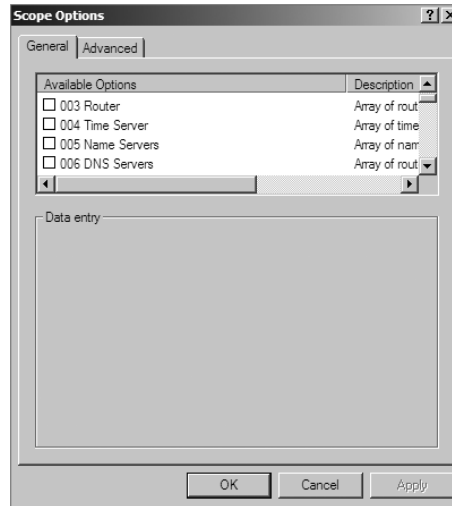 Scope Options
General Advanced
Available Options Description
003 Router Array of rout
004 Time Server Array of time
005 Name Servers Array of nam
006 DNS Servers Array of rout
Data entry
OK Cancel Apply